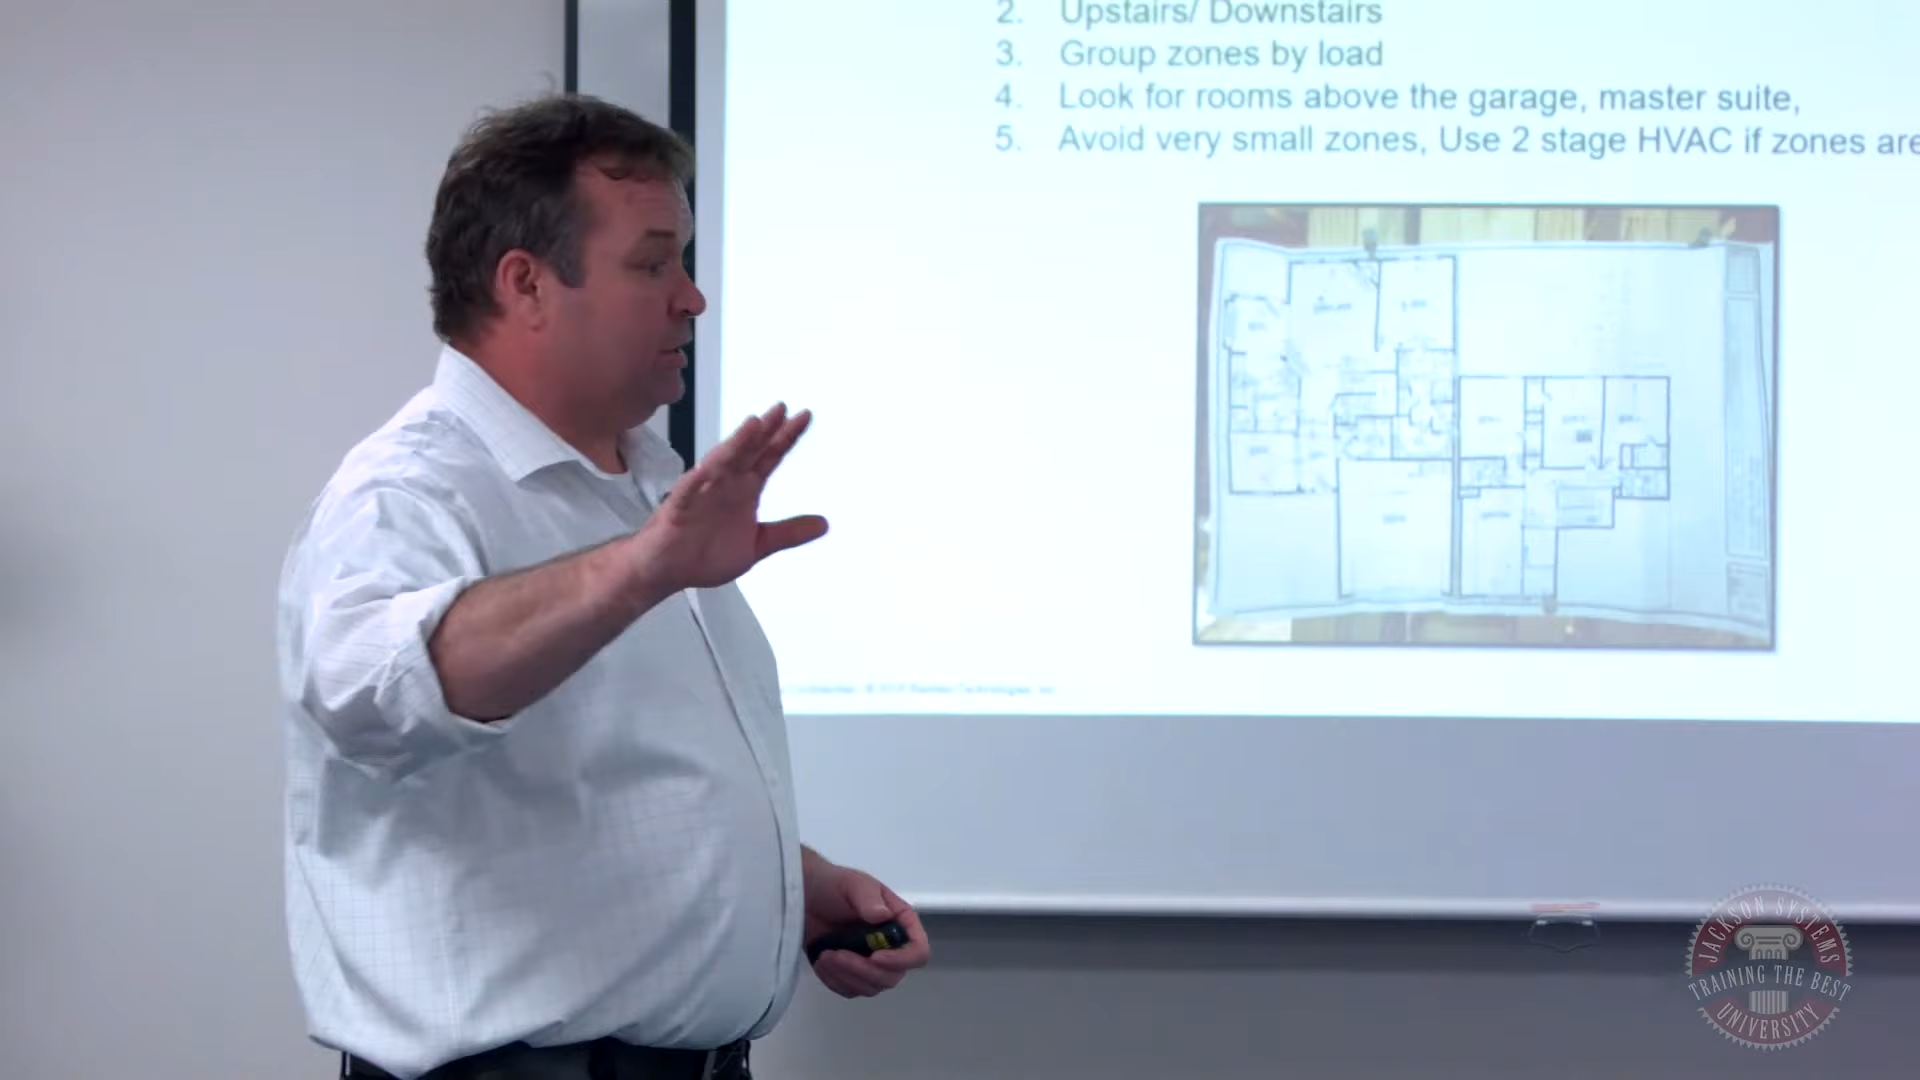 2. Upstairs/ Downstairs
3. Group zones by load
4. Look for rooms above the garage, master suite,
5. Avoid very small zones, Use 2 stage HVAC if zones are
JACKSON SYSTEMS
TRAINING THE BEST
UNIVERSITY